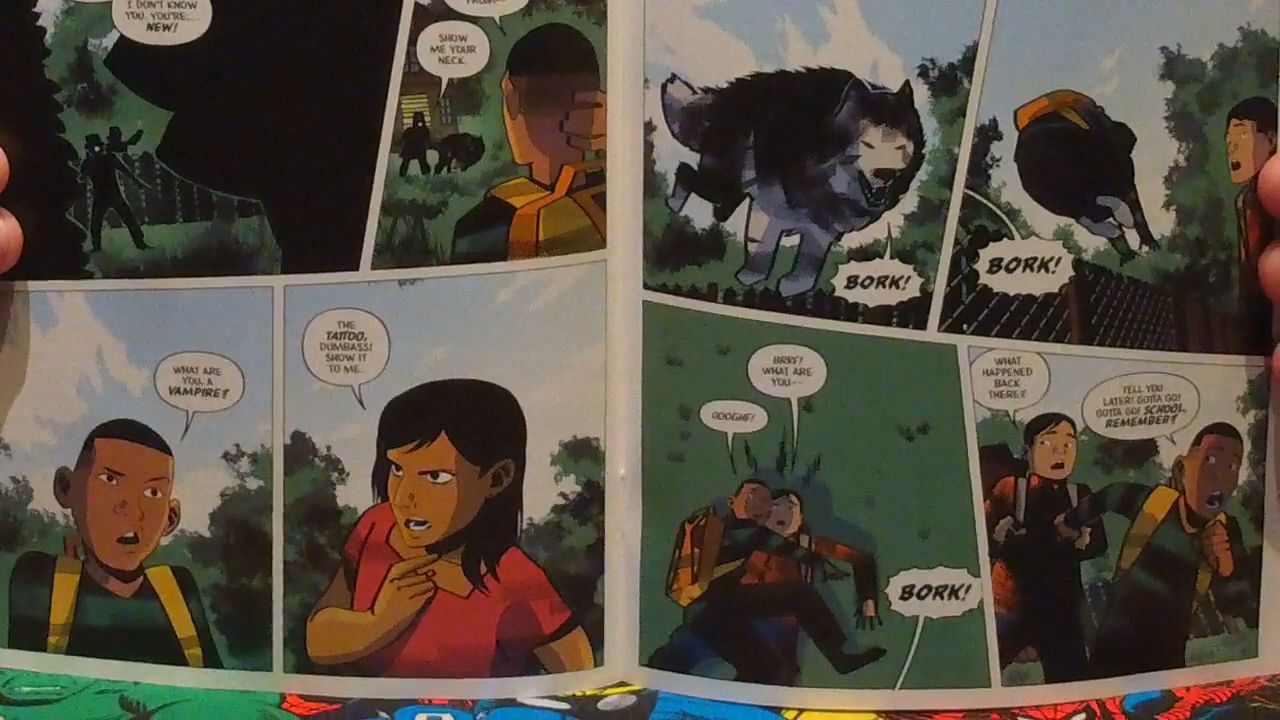 I DON'T KNOW
YOU. YOU'RE...
NEW!
SHOW
ME YOUR
NECK.
WHAT ARE
YOU, A
VAMPIRE?
THE
TATTOO,
DUMBASS!
SHOW IT
TO ME.
BORK!
BORK!
OOOGHF!
BRRF!
WHAT ARE
YOU--
BORK!
WHAT
HAPPENED
BACK
THERE?
TELL YOU
LATER! GOTTA GO!
GOTTA GO! SCHOOL,
REMEMBER?